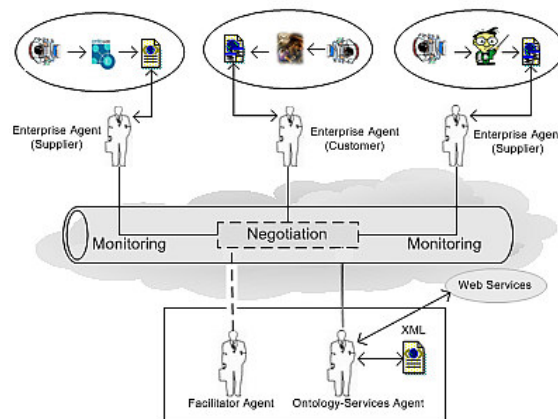 Enterprise Agent
(Supplier)
Enterprise Agent
(Customer)
Enterprise Agent
(Supplier)
Monitoring
Negotiation
Monitoring
Web Services
XML
Facilitator Agent
Ontology-Services Agent